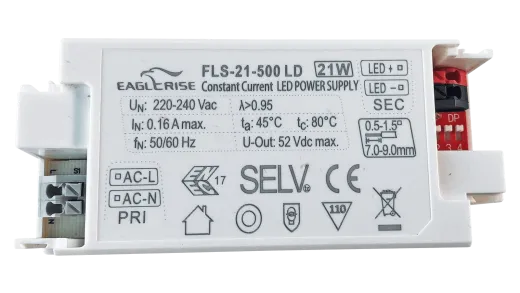 EAGLERISE
FLS-21-500 LD 21W
Constant Current LED POWER SUPPLY
LED +
LED -
SEC
UN: 220-240 Vac
λ>0.95
IN: 0.16 A max.
ta: 45°C tc: 80°C
fN: 50/60 Hz
U-Out: 52 Vdc max.
0.5-1.5□
7.0-9.0mm
DP
3 4
AC-L
AC-N
PRI
17
SELV
CE
F
110